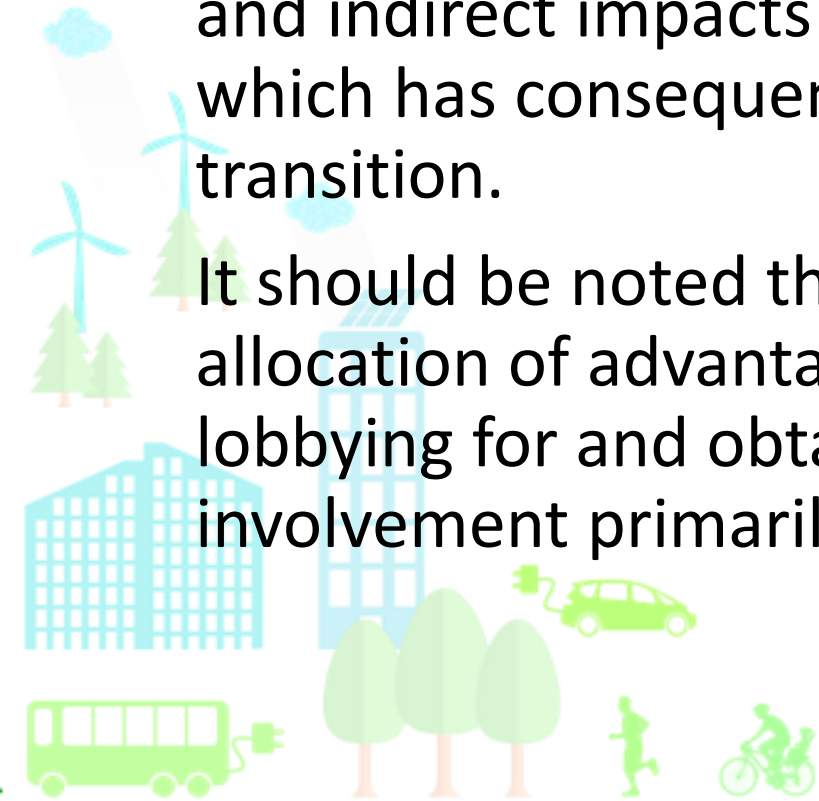 and indirect impacts
which has consequen
transition.
It should be noted th
allocation of advanta
lobbying for and obta
involvement primaril